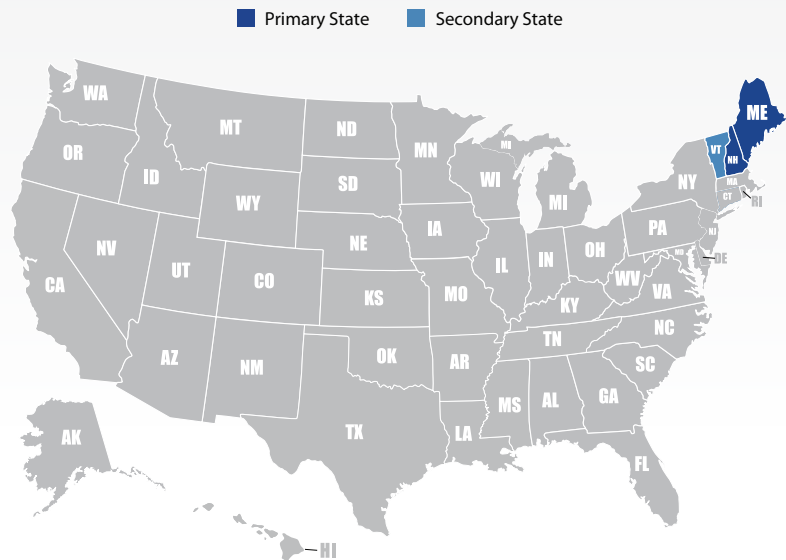 Primary State Secondary State
WA
MT
ND
MN
MI
ME
OR
ID
SD
WI
VT
NH
WY
MI
NY
MA
CT
RI
NV
UT
CO
NE
IA
IL
IN
OH
PA
NJ
MD
DE
CA
KS
MO
WV
VA
KY
NC
TN
AZ
NM
OK
AR
SC
MS
AL
GA
TX
LA
FL
AK
HI